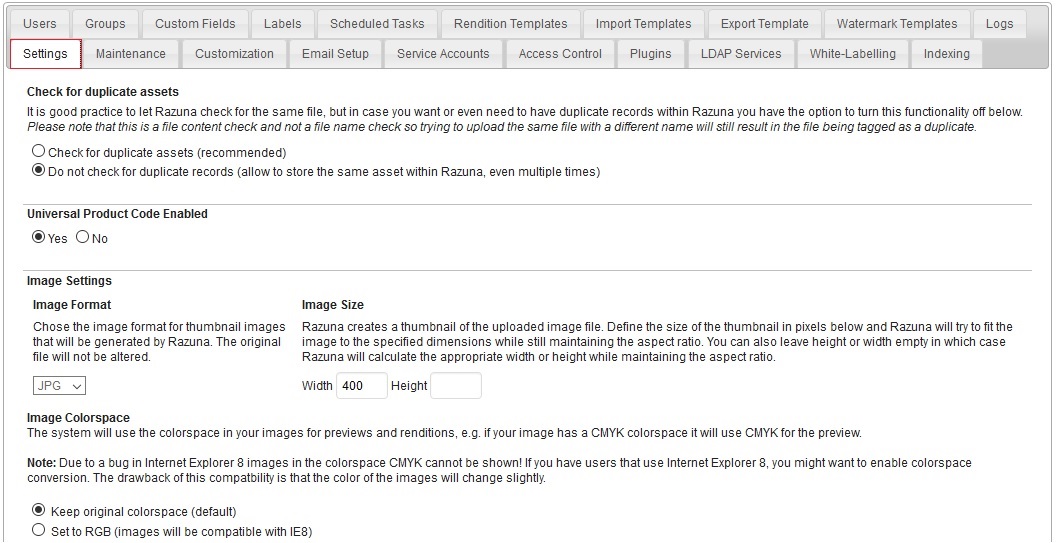 Users Groups Custom Fields Labels Scheduled Tasks Rendition Templates Import Templates Export Template Watermark Templates Logs
Settings Maintenance Customization Email Setup Service Accounts Access Control Plugins LDAP Services White-Labelling Indexing
Check for duplicate assets
It is good practice to let Razuna check for the same file, but in case you want or even need to have duplicate records within Razuna you have the option to turn this functionality off below.
Please note that this is a file content check and not a file name check so trying to upload the same file with a different name will still result in the file being tagged as a duplicate.
Check for duplicate assets (recommended)
Do not check for duplicate records (allow to store the same asset within Razuna, even multiple times)
Universal Product Code Enabled
Yes No
Image Settings
Image Format
Chose the image format for thumbnail images
that will be generated by Razuna. The original
file will not be altered.
JPG
Image Size
Razuna creates a thumbnail of the uploaded image file. Define the size of the thumbnail in pixels below and Razuna will try to fit the
image to the specified dimensions while still maintaining the aspect ratio. You can also leave height or width empty in which case
Razuna will calculate the appropriate width or height while maintaining the aspect ratio.
Width 400 Height
Image Colorspace
The system will use the colorspace in your images for previews and renditions, e.g. if your image has a CMYK colorspace it will use CMYK for the preview.
Note: Due to a bug in Internet Explorer 8 images in the colorspace CMYK cannot be shown! If you have users that use Internet Explorer 8, you might want to enable colorspace
conversion. The drawback of this compatbility is that the color of the images will change slightly.
Keep original colorspace (default)
Set to RGB (images will be compatible with IE8)